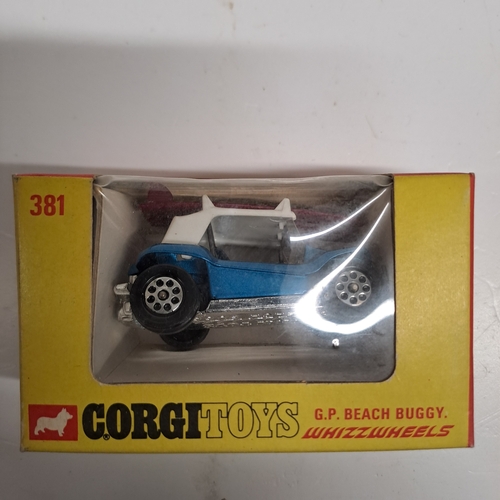 381
CORGI TOYS
G.P. BEACH BUGGY.
WHIZZWHEELS